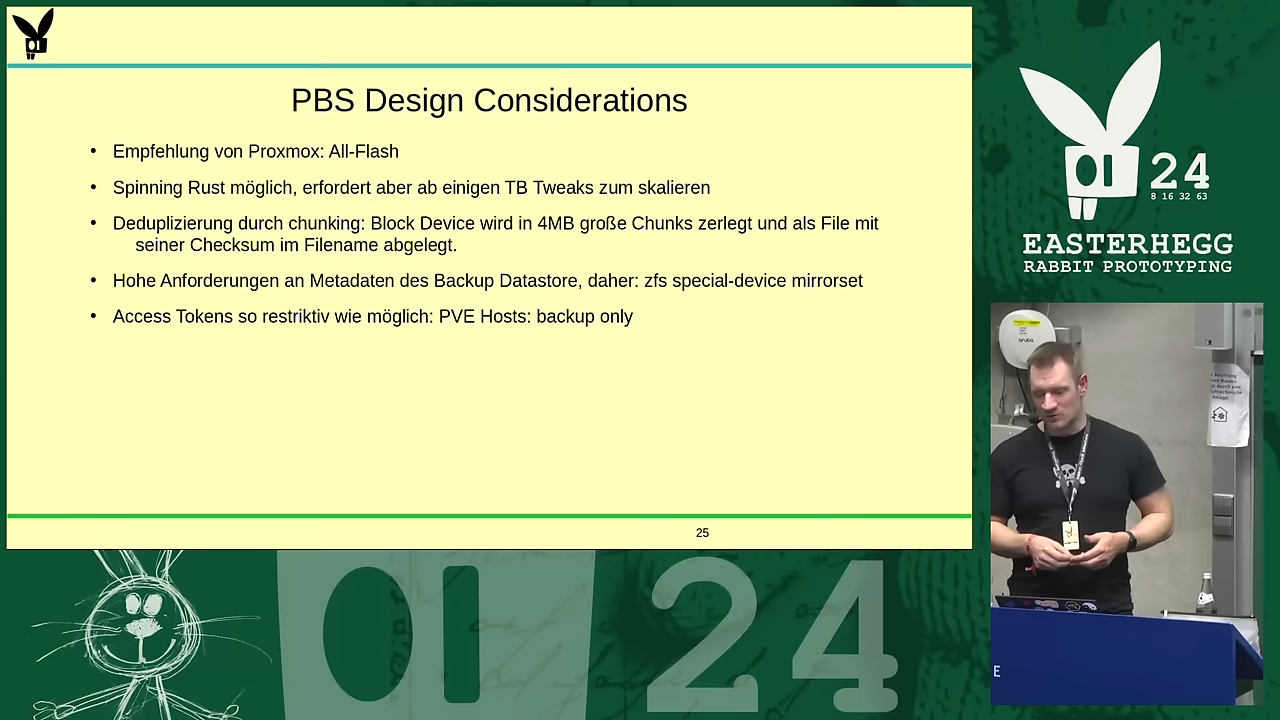 PBS Design Considerations
• Empfehlung von Proxmox: All-Flash
• Spinning Rust möglich, erfordert aber ab einigen TB Tweaks zum skalieren
• Deduplizierung durch chunking: Block Device wird in 4MB große Chunks zerlegt und als File mit
seiner Checksum im Filename abgelegt.
• Hohe Anforderungen an Metadaten des Backup Datastore, daher: zfs special-device mirrorset
• Access Tokens so restriktiv wie möglich: PVE Hosts: backup only
25
24
8 16 32 63
EASTERHEGG
RABBIT PROTOTYPING
aruba
E
24